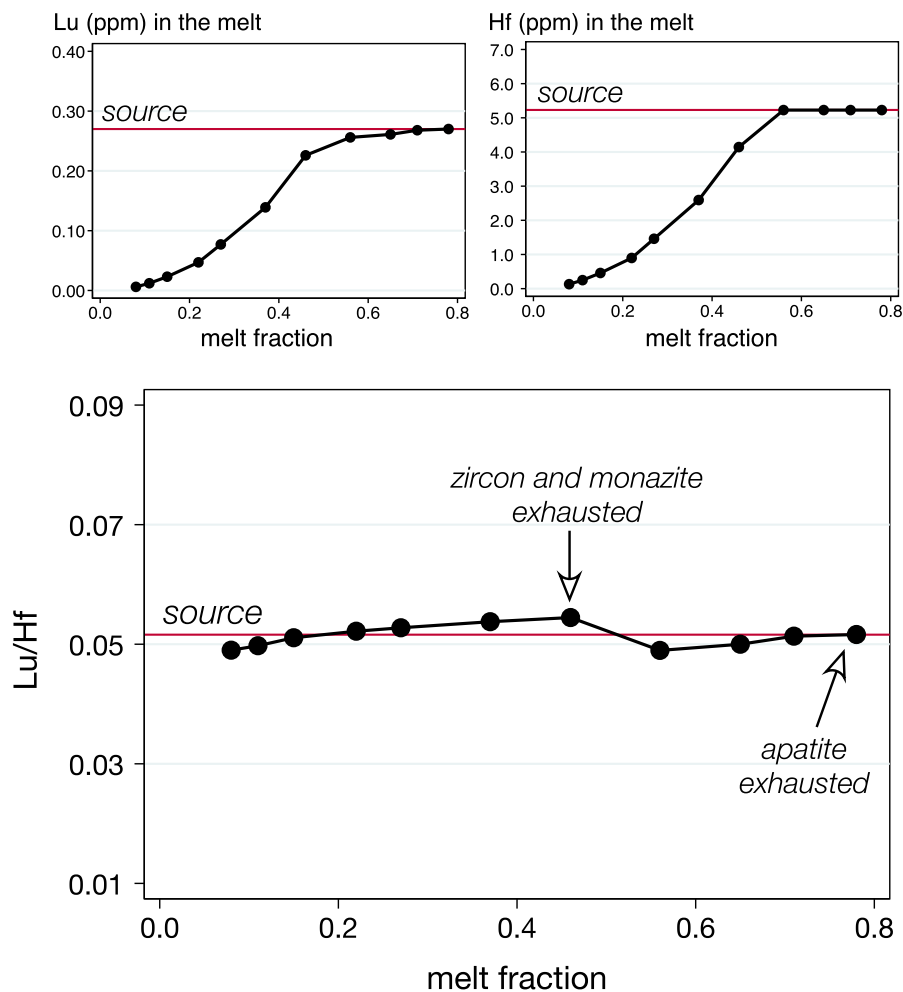 Lu (ppm) in the melt
0.40
0.30
0.20
0.10
0.00
source
0.0 0.2 0.4 0.6 0.8
melt fraction
Hf (ppm) in the melt
7.0
6.0
5.0
4.0
3.0
2.0
1.0
0.0
source
0.0 0.2 0.4 0.6 0.8
melt fraction
Lu/Hf
0.09
0.07
0.05
0.03
0.01
zircon and monazite
exhausted
source
apatite
exhausted
0.0 0.2 0.4 0.6 0.8
melt fraction